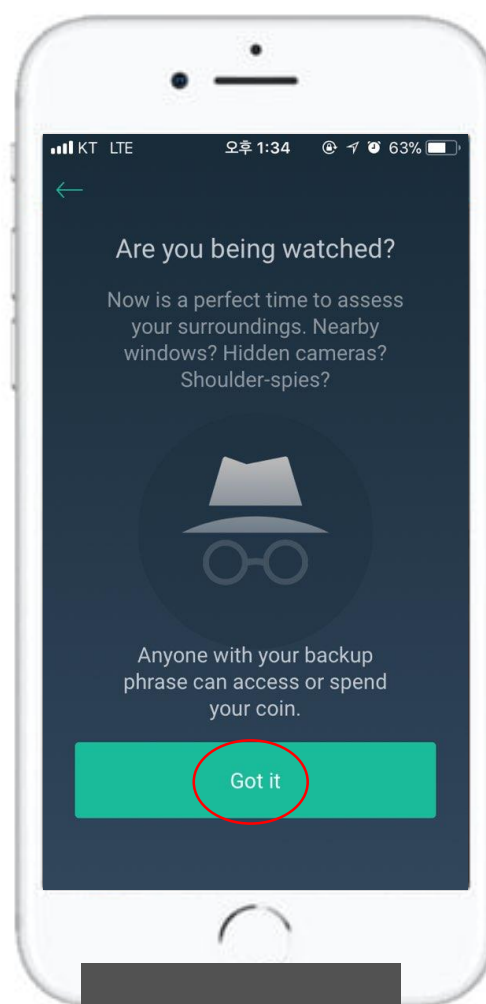 KT LTE 오후 1:34 63%
Are you being watched?
Now is a perfect time to assess
your surroundings. Nearby
windows? Hidden cameras?
Shoulder-spies?
Anyone with your backup
phrase can access or spend
your coin.
Got it